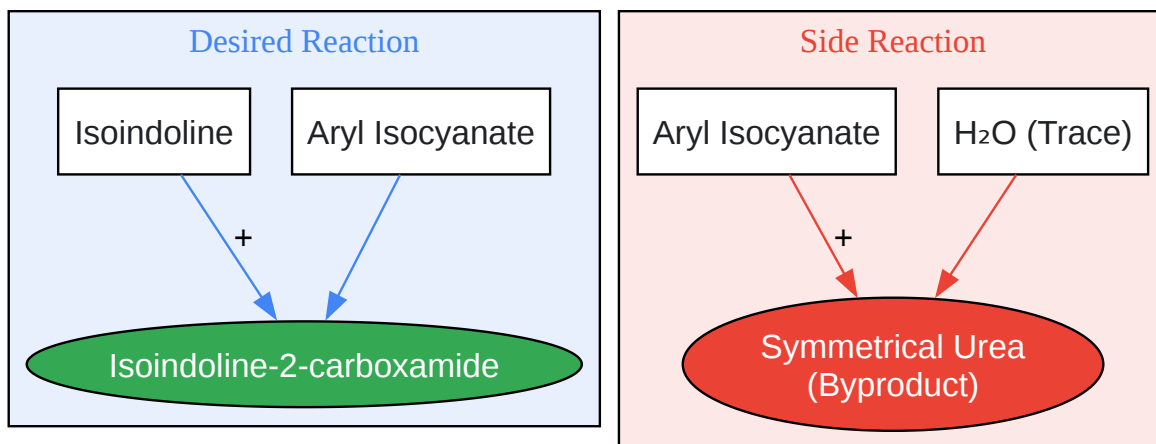 Desired Reaction
Isoindoline
Aryl Isocyanate
+
Isoindoline-2-carboxamide
Side Reaction
Aryl Isocyanate
H₂O (Trace)
+
Symmetrical Urea
(Byproduct)